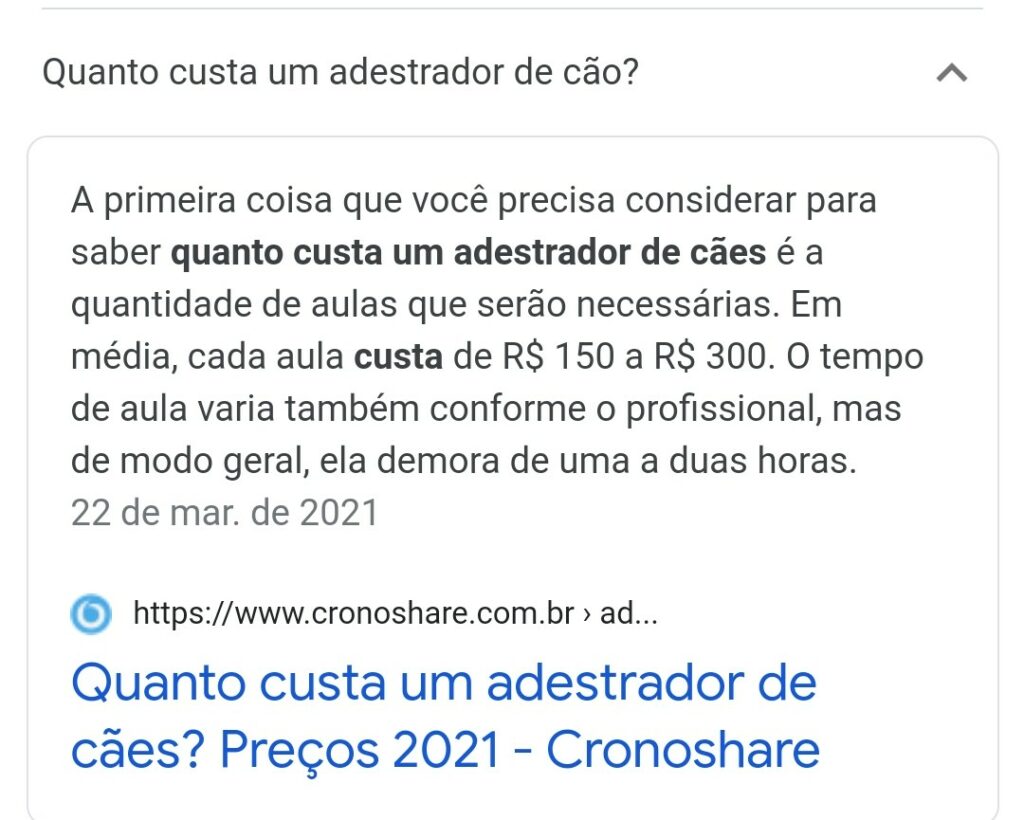 Quanto custa um adestrador de cão?
A primeira coisa que você precisa considerar para
saber quanto custa um adestrador de cães é a
quantidade de aulas que serão necessárias. Em
média, cada aula custa de R$ 150 a R$ 300. O tempo
de aula varia também conforme o profissional, mas
de modo geral, ela demora de uma a duas horas.
22 de mar. de 2021
https://www.cronoshare.com.br › ad...
Quanto custa um adestrador de
cães? Preços 2021 - Cronoshare